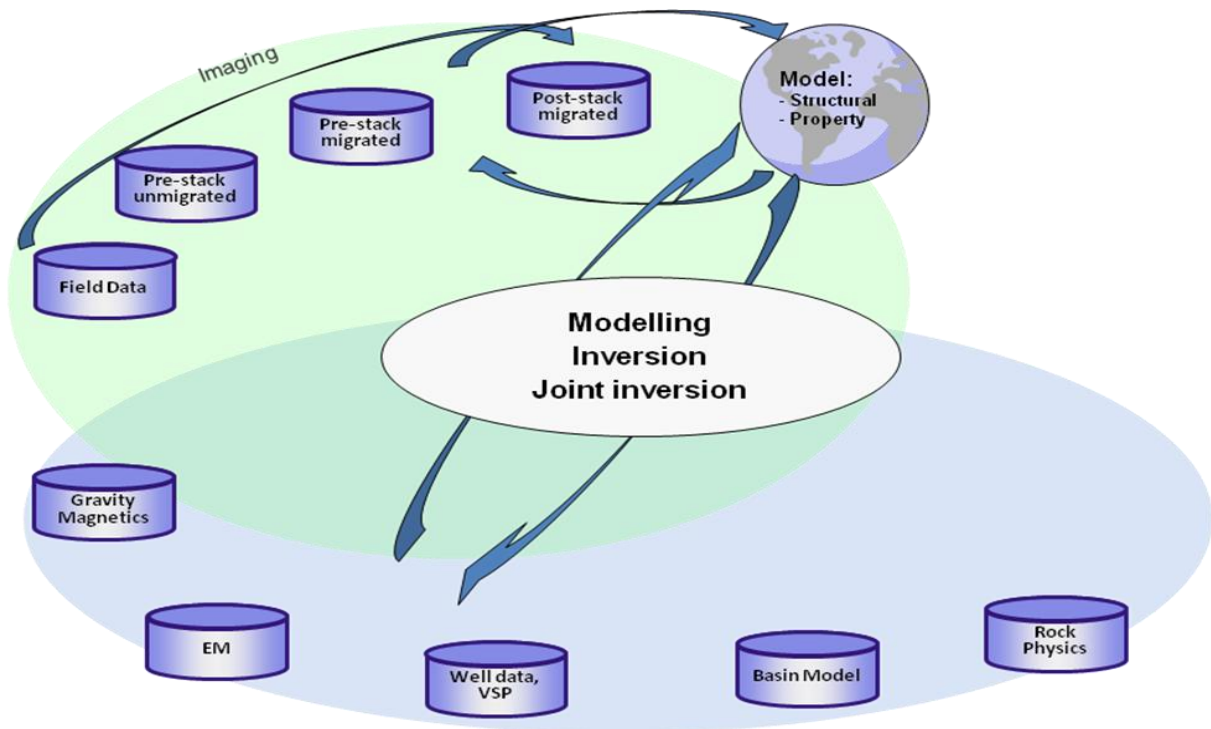 Imaging
Post-stack
migrated
Model:
- Structural
- Property
Pre-stack
migrated
Pre-stack
unmigrated
Field Data
Modelling
Inversion
Joint inversion
Gravity
Magnetics
EM
Well data,
VSP
Basin Model
Rock
Physics